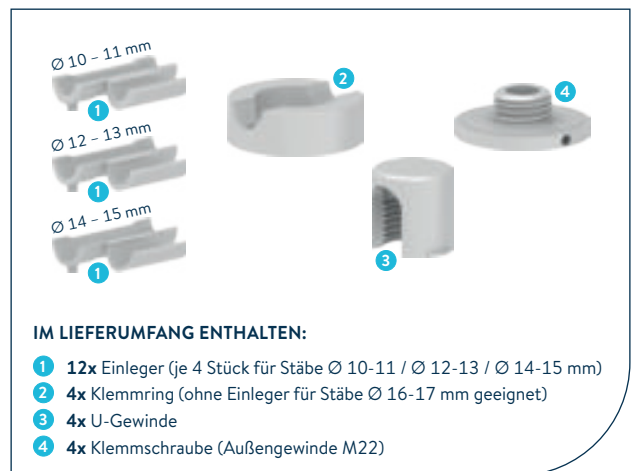 Ø 10 – 11 mm
1
Ø 12 – 13 mm
1
Ø 14 – 15 mm
1
2
4
3
IM LIEFERUMFANG ENTHALTEN:
1 12x Einleger (je 4 Stück für Stäbe Ø 10-11 / Ø 12-13 / Ø 14-15 mm)
2 4x Klemmring (ohne Einleger für Stäbe Ø 16-17 mm geeignet)
3 4x U-Gewinde
4 4x Klemmschraube (Außengewinde M22)